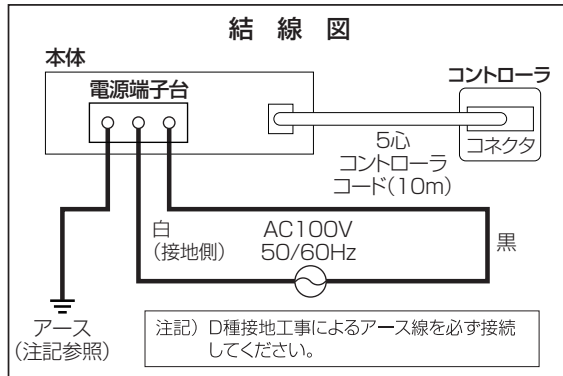 結線図
本体
電源端子台
コントローラ
コネクタ
5心
コントローラ
コード(10m)
白
(接地側)
AC100V
50/60Hz
黒
アース
(注記参照)
注記) D種接地工事によるアース線を必ず接続
してください。